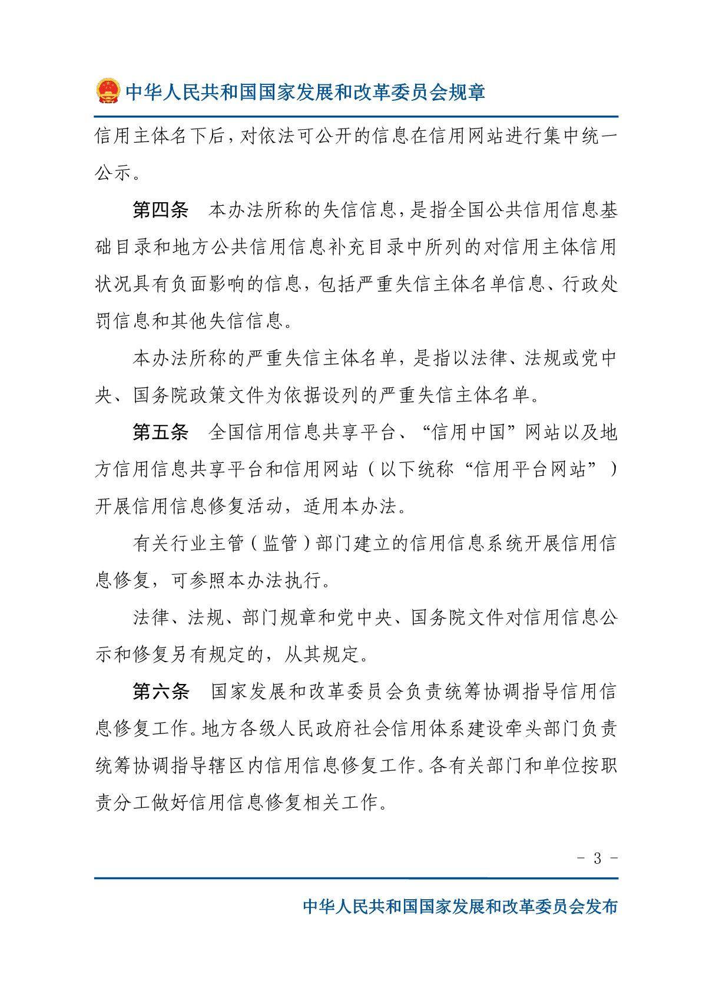 中华人民共和国国家发展和改革委员会规章
信用主体名下后，对依法可公开的信息在信用网站进行集中统一
公示。
第四条　本办法所称的失信信息，是指全国公共信用信息基
础目录和地方公共信用信息补充目录中所列的对信用主体信用
状况具有负面影响的信息，包括严重失信主体名单信息、行政处
罚信息和其他失信信息。
本办法所称的严重失信主体名单，是指以法律、法规或党中
央、国务院政策文件为依据设列的严重失信主体名单。
第五条　全国信用信息共享平台、“信用中国”网站以及地
方信用信息共享平台和信用网站（以下统称“信用平台网站”）
开展信用信息修复活动，适用本办法。
有关行业主管（监管）部门建立的信用信息系统开展信用信
息修复，可参照本办法执行。
法律、法规、部门规章和党中央、国务院文件对信用信息公
示和修复另有规定的，从其规定。
第六条　国家发展和改革委员会负责统筹协调指导信用信
息修复工作。地方各级人民政府社会信用体系建设牵头部门负责
统筹协调指导辖区内信用信息修复工作。各有关部门和单位按职
责分工做好信用信息修复相关工作。
- 3 -
中华人民共和国国家发展和改革委员会发布